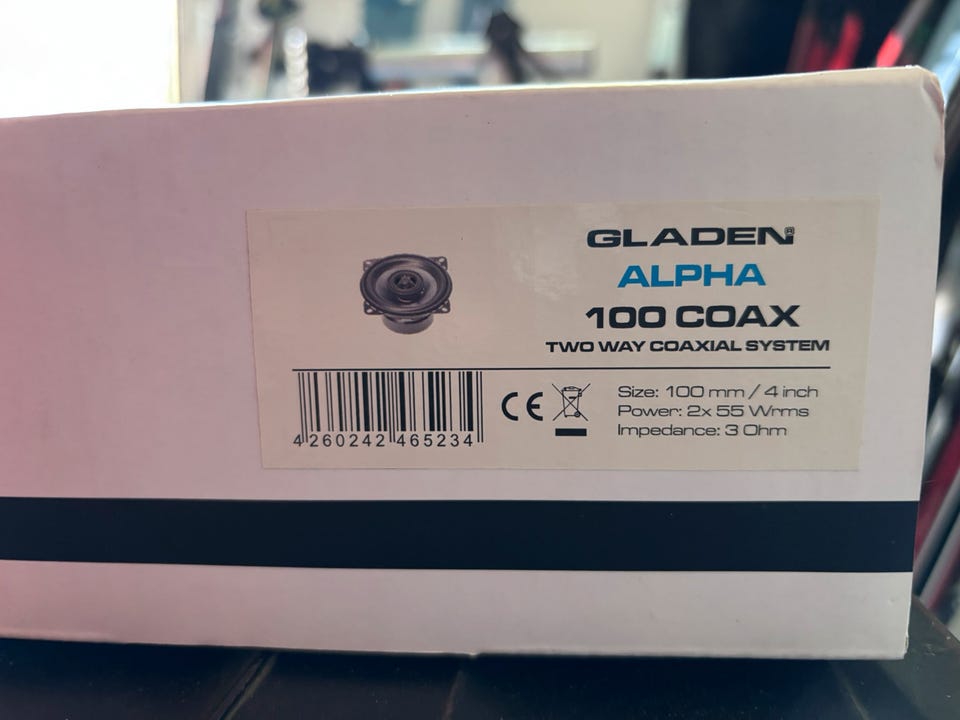 GLADEN®
ALPHA
100 COAX
TWO WAY COAXIAL SYSTEM
4 260242 465234
CE
Size: 100 mm / 4 inch
Power: 2x 55 Wrms
Impedance: 3 Ohm